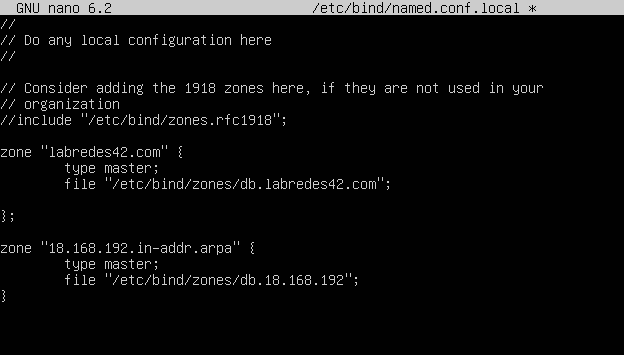 GNU nano 6.2 /etc/bind/named.conf.local *
//
// Do any local configuration here
//
// Consider adding the 1918 zones here, if they are not used in your
// organization
//include "/etc/bind/zones.rfc1918";
zone "labredes42.com" {
type master;
file "/etc/bind/zones/db.labredes42.com";
};
zone "18.168.192.in-addr.arpa" {
type master;
file "/etc/bind/zones/db.18.168.192";
}